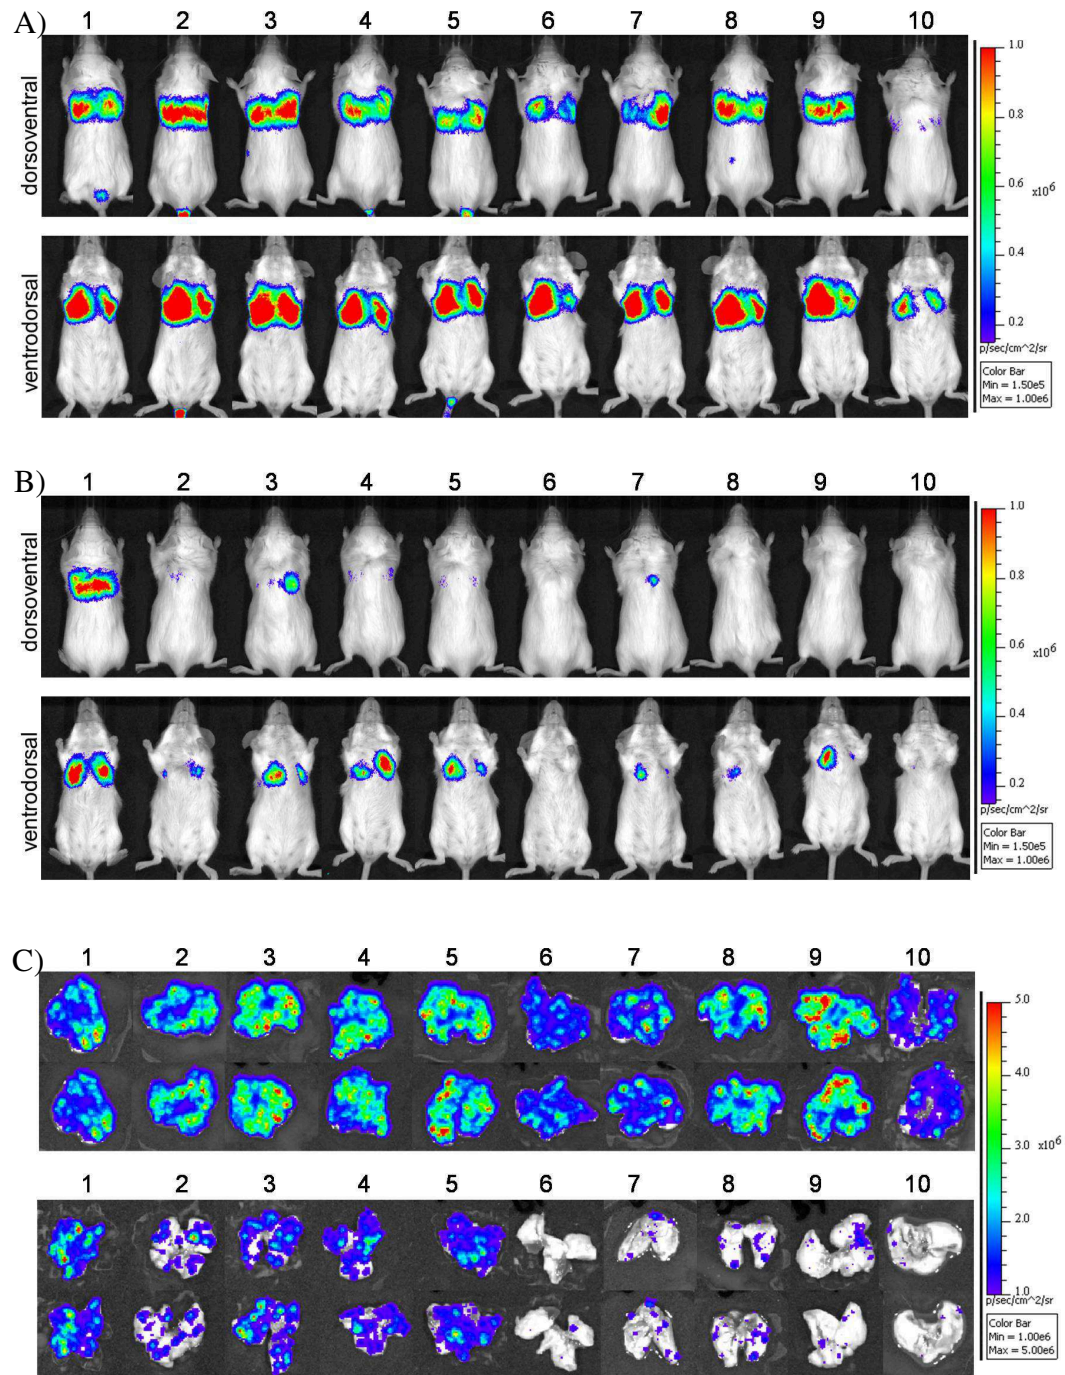 A)
1 2 3 4 5 6 7 8 9 10
dorsoventral
ventrodorsal
1.0
0.8
0.6
x10^6
0.4
0.2
p/sec/cm^2/sr
Color Bar
Min = 1.50e5
Max = 1.00e6
B)
1 2 3 4 5 6 7 8 9 10
dorsoventral
ventrodorsal
1.0
0.8
0.6
x10^6
0.4
0.2
p/sec/cm^2/sr
Color Bar
Min = 1.50e5
Max = 1.00e6
C)
1 2 3 4 5 6 7 8 9 10
1 2 3 4 5 6 7 8 9 10
5.0
4.0
3.0 x10^6
2.0
1.0
p/sec/cm^2/sr
Color Bar
Min = 1.00e6
Max = 5.00e6